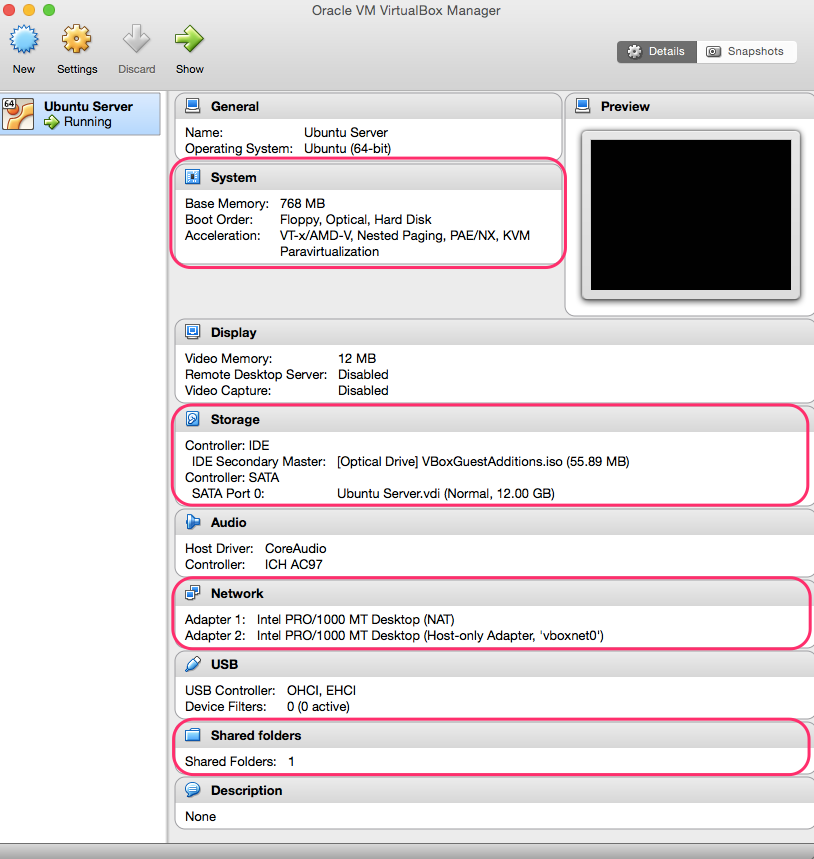 Oracle VM VirtualBox Manager
New Settings Discard Show
Details Snapshots
64
Ubuntu Server
Running
General
Name: Ubuntu Server
Operating System: Ubuntu (64-bit)
Preview
System
Base Memory: 768 MB
Boot Order: Floppy, Optical, Hard Disk
Acceleration: VT-x/AMD-V, Nested Paging, PAE/NX, KVM
Paravirtualization
Display
Video Memory: 12 MB
Remote Desktop Server: Disabled
Video Capture: Disabled
Storage
Controller: IDE
IDE Secondary Master: [Optical Drive] VBoxGuestAdditions.iso (55.89 MB)
Controller: SATA
SATA Port 0: Ubuntu Server.vdi (Normal, 12.00 GB)
Audio
Host Driver: CoreAudio
Controller: ICH AC97
Network
Adapter 1: Intel PRO/1000 MT Desktop (NAT)
Adapter 2: Intel PRO/1000 MT Desktop (Host-only Adapter, 'vboxnet0')
USB
USB Controller: OHCI, EHCI
Device Filters: 0 (0 active)
Shared folders
Shared Folders: 1
Description
None